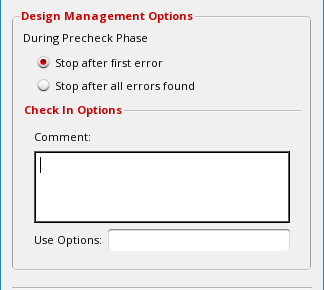 Design Management Options
During Precheck Phase
Stop after first error
Stop after all errors found
Check In Options
Comment:
Use Options: